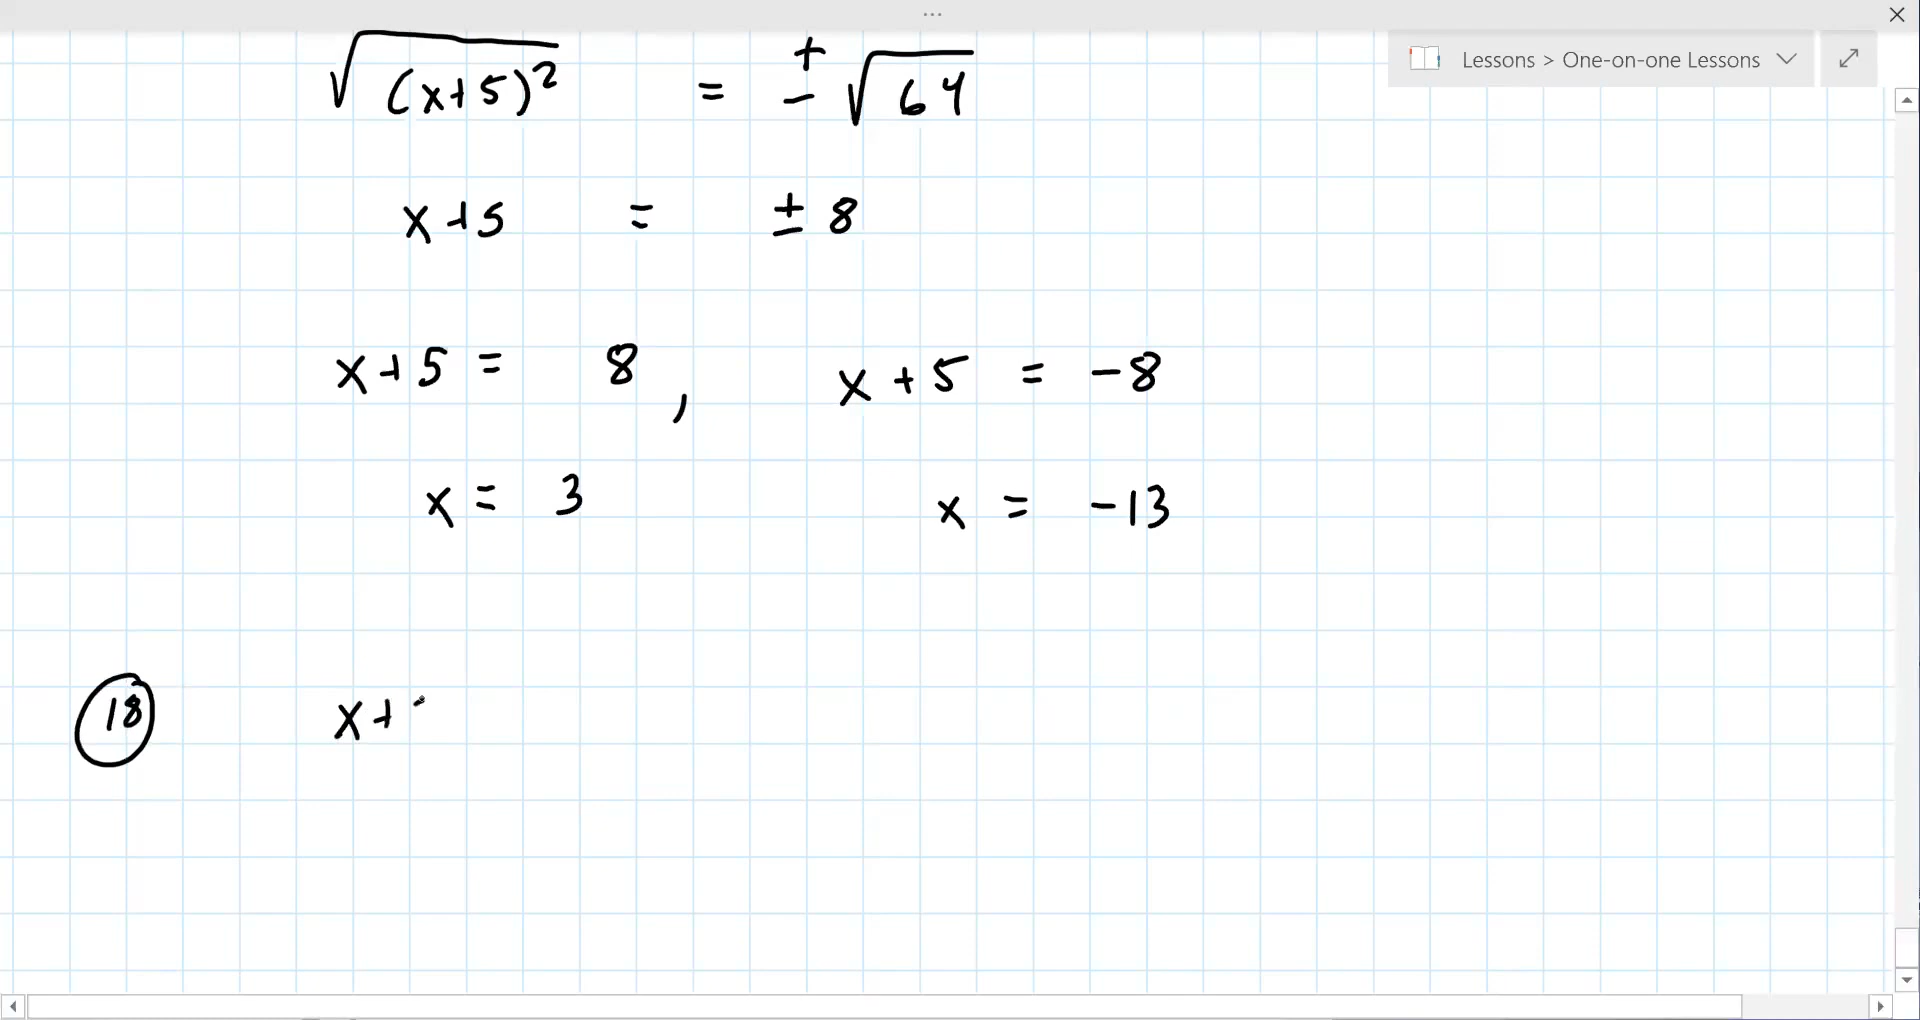 ...
Lessons > One-on-one Lessons
√(x+5)² = ± √64
x+5 = ± 8
x+5 = 8 , x+5 = -8
x = 3 x = -13
18 x+